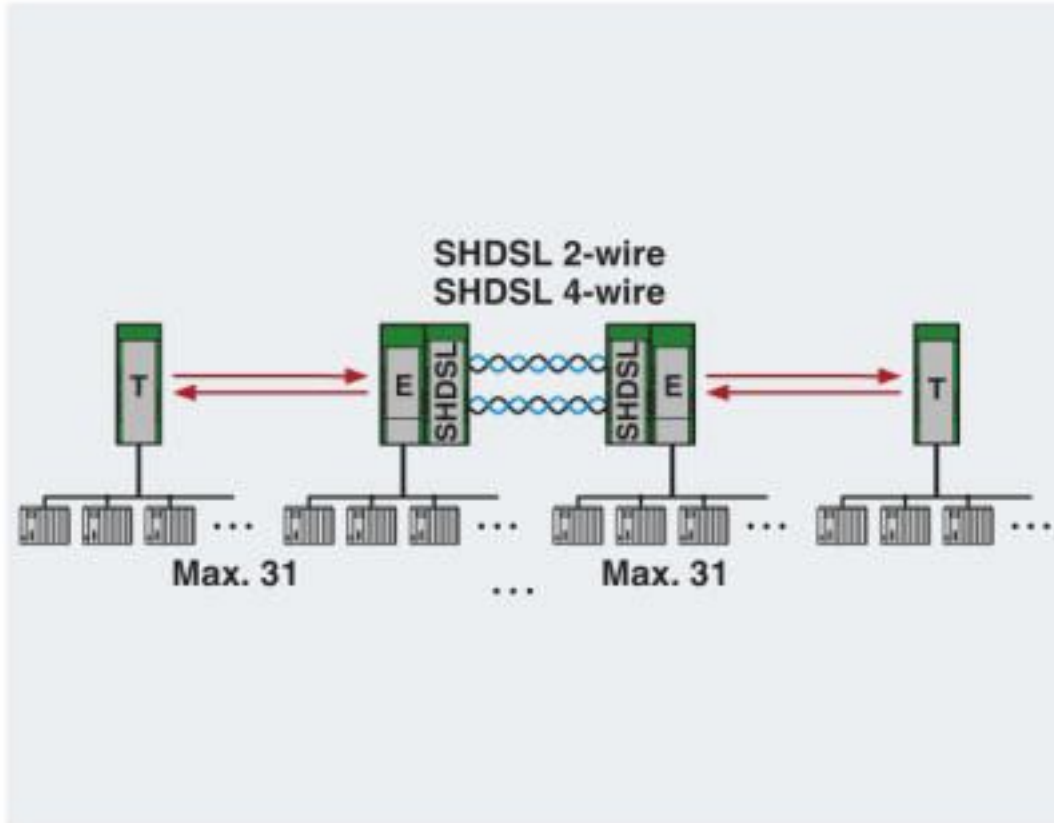 SHDSL 2-wire
SHDSL 4-wire
T
E
SHDSL
SHDSL
E
T
...
...
...
...
Max. 31
...
Max. 31